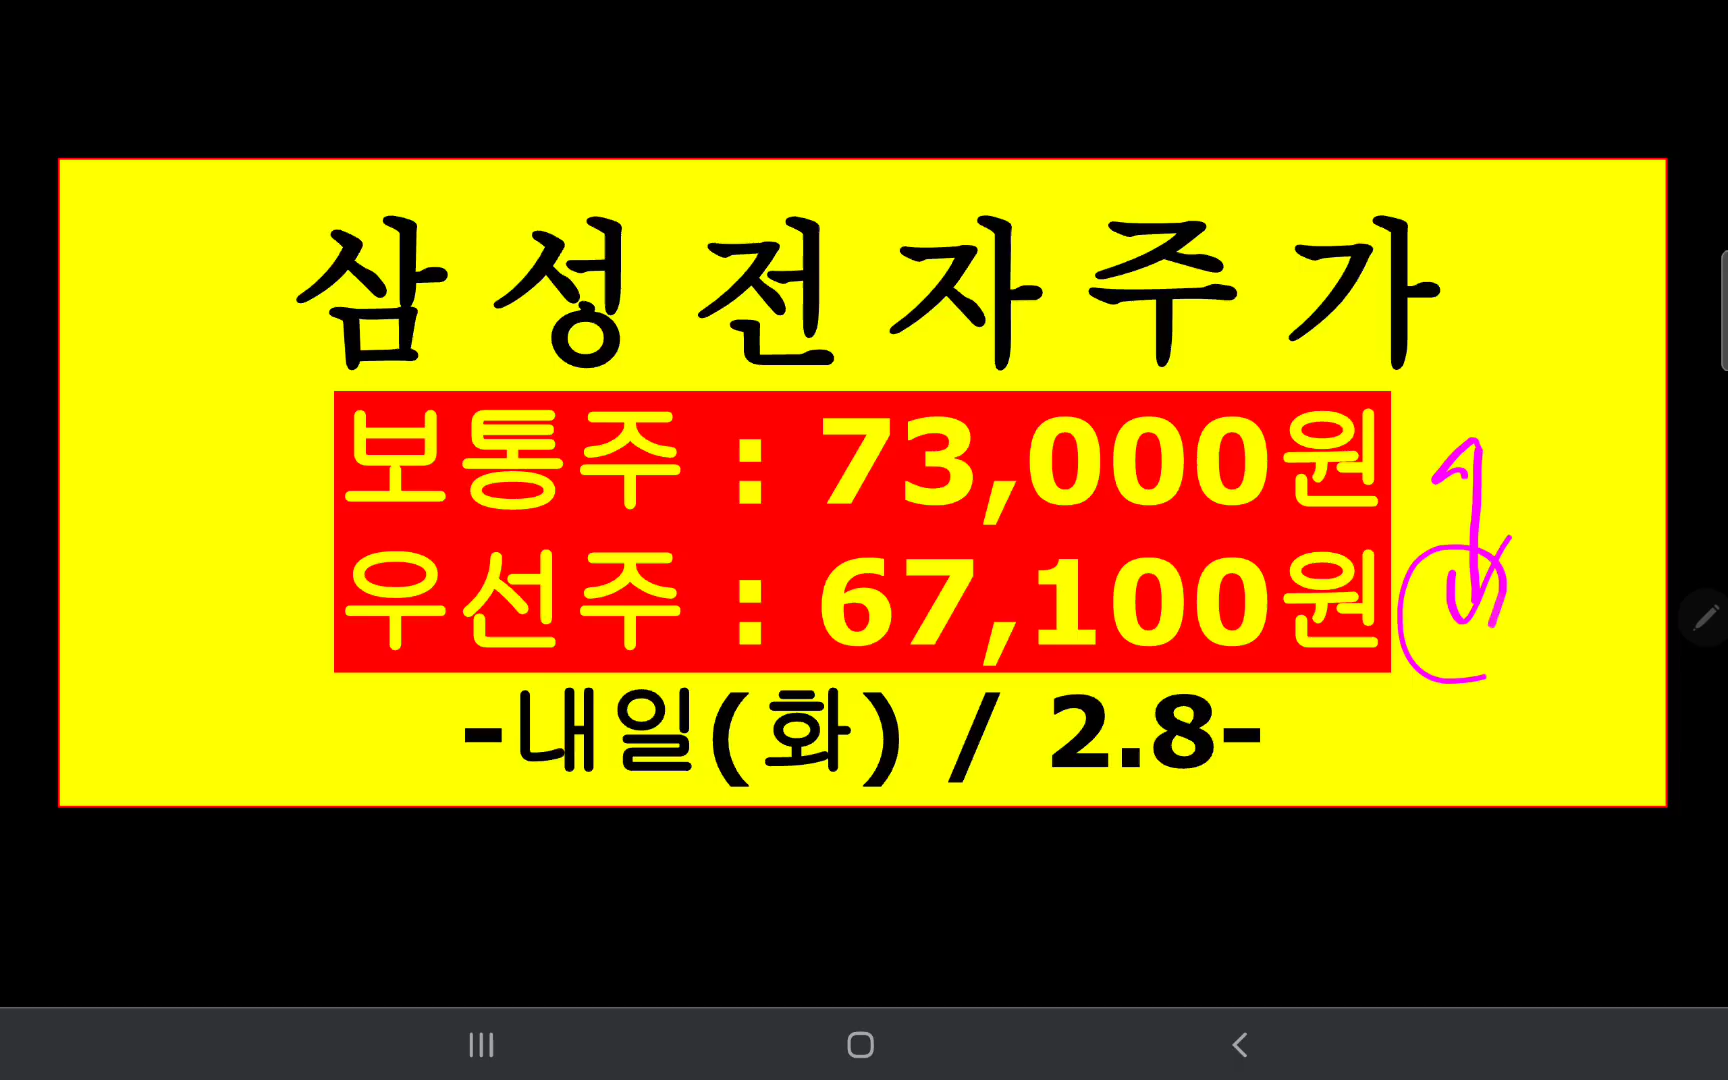 삼성전자주가
보통주 : 73,000원
우선주 : 67,100원
-내일(화) / 2.8-